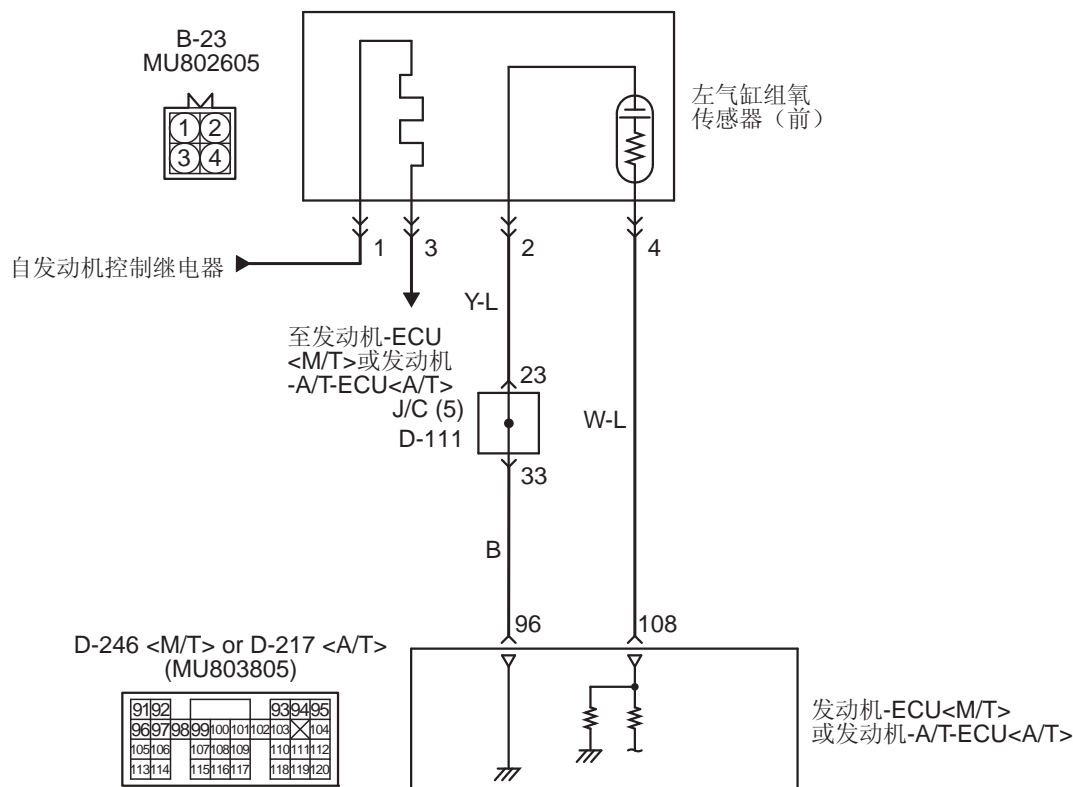 B-23
MU802605
1 2
3 4
左气缸组氧
传感器（前）
1
3
2
4
自发动机控制继电器
Y-L
至发动机-ECU
<M/T>或发动机
-A/T-ECU<A/T>
23
J/C (5)
D-111
W-L
33
B
96
108
D-246 <M/T> or D-217 <A/T>
(MU803805)
91 92 93 94 95
96 97 98 99 100 101 102 103 104
105 106 107 108 109 110 111 112
113 114 115 116 117 118 119 120
发动机-ECU<M/T>
或发动机-A/T-ECU<A/T>